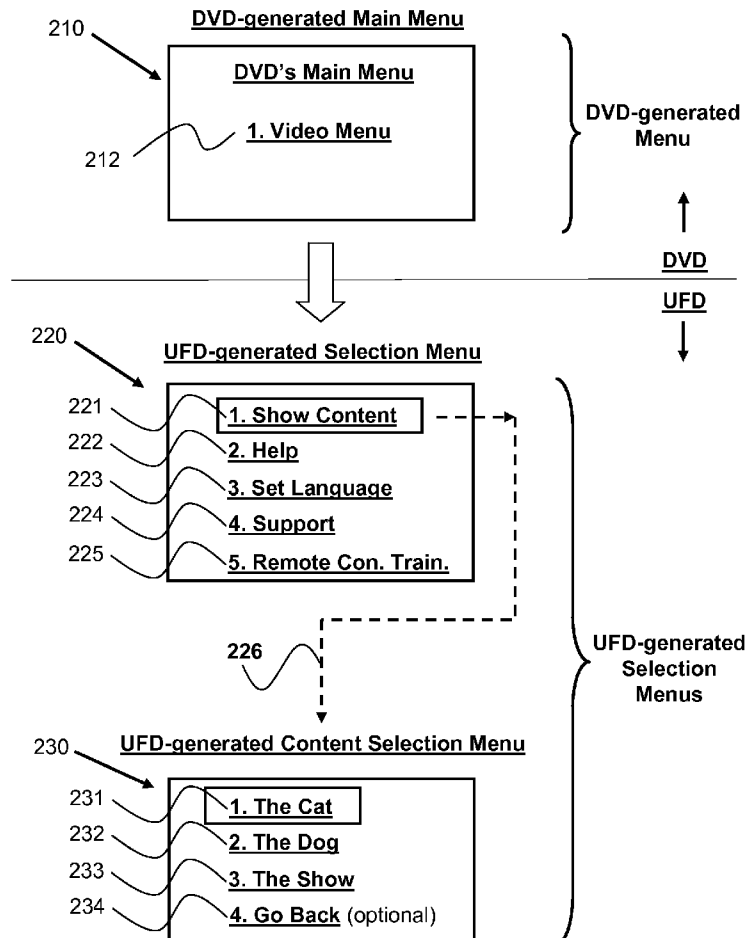 DVD-generated Main Menu
210
DVD's Main Menu
1. Video Menu
212
DVD-generated
Menu
DVD
UFD
220
UFD-generated Selection Menu
221
1. Show Content
222
2. Help
223
3. Set Language
224
4. Support
225
5. Remote Con. Train.
226
UFD-generated
Selection
Menus
UFD-generated Content Selection Menu
230
231
1. The Cat
232
2. The Dog
233
3. The Show
234
4. Go Back (optional)